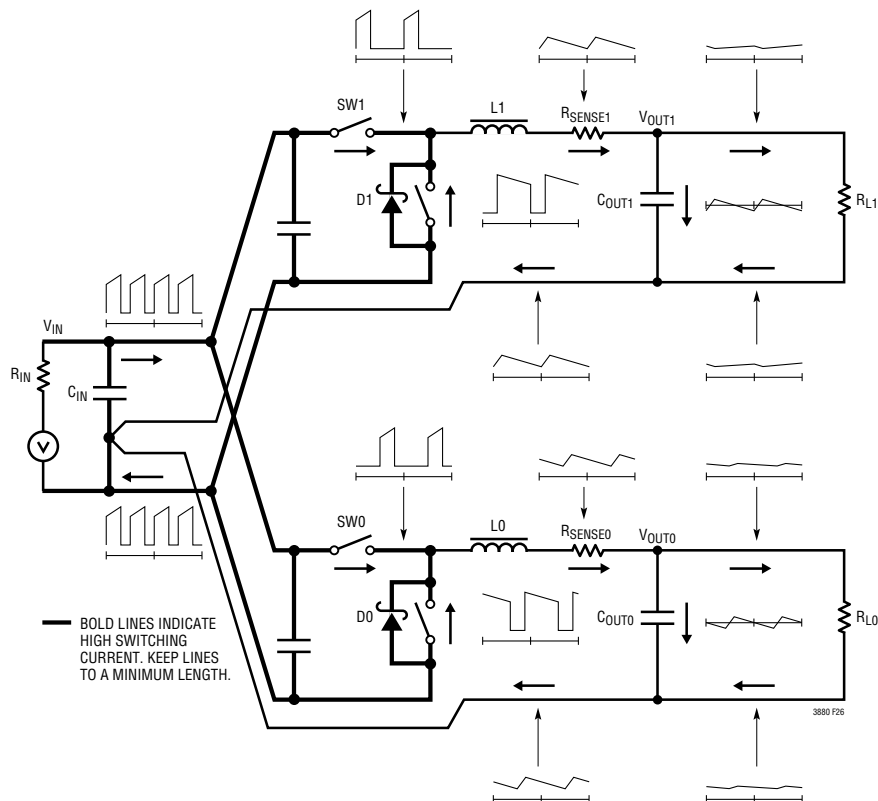 SW1
L1
RSENSE1
VOUT1
D1
COUT1
RL1
VIN
RIN
CIN
V
SW0
L0
RSENSE0
VOUT0
D0
COUT0
RL0
BOLD LINES INDICATE
HIGH SWITCHING
CURRENT. KEEP LINES
TO A MINIMUM LENGTH.
3880 F26